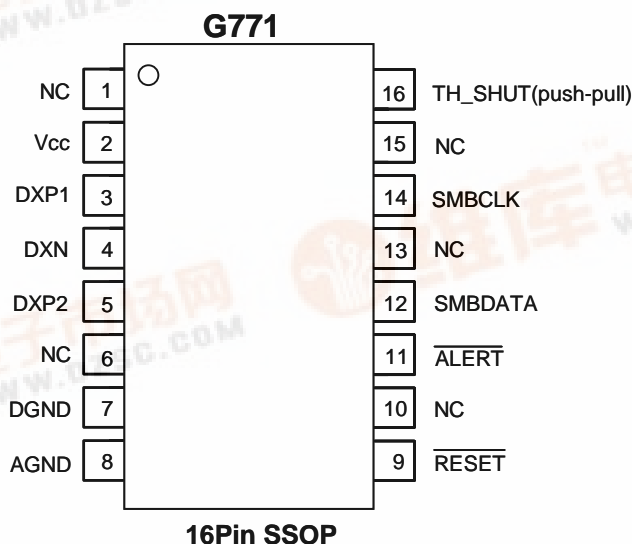 G771
NC 1
Vcc 2
DXP1 3
DXN 4
DXP2 5
NC 6
DGND 7
AGND 8
16 TH_SHUT(push-pull)
15 NC
14 SMBCLK
13 NC
12 SMBDATA
11 ALERT
10 NC
9 RESET
16Pin SSOP